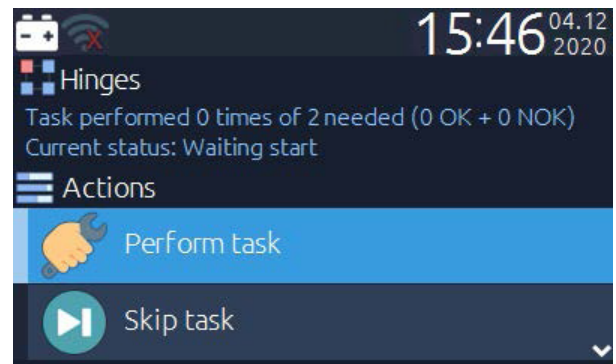 15:46 04.12
2020
Hinges
Task performed 0 times of 2 needed (0 OK + 0 NOK)
Current status: Waiting start
Actions
Perform task
Skip task